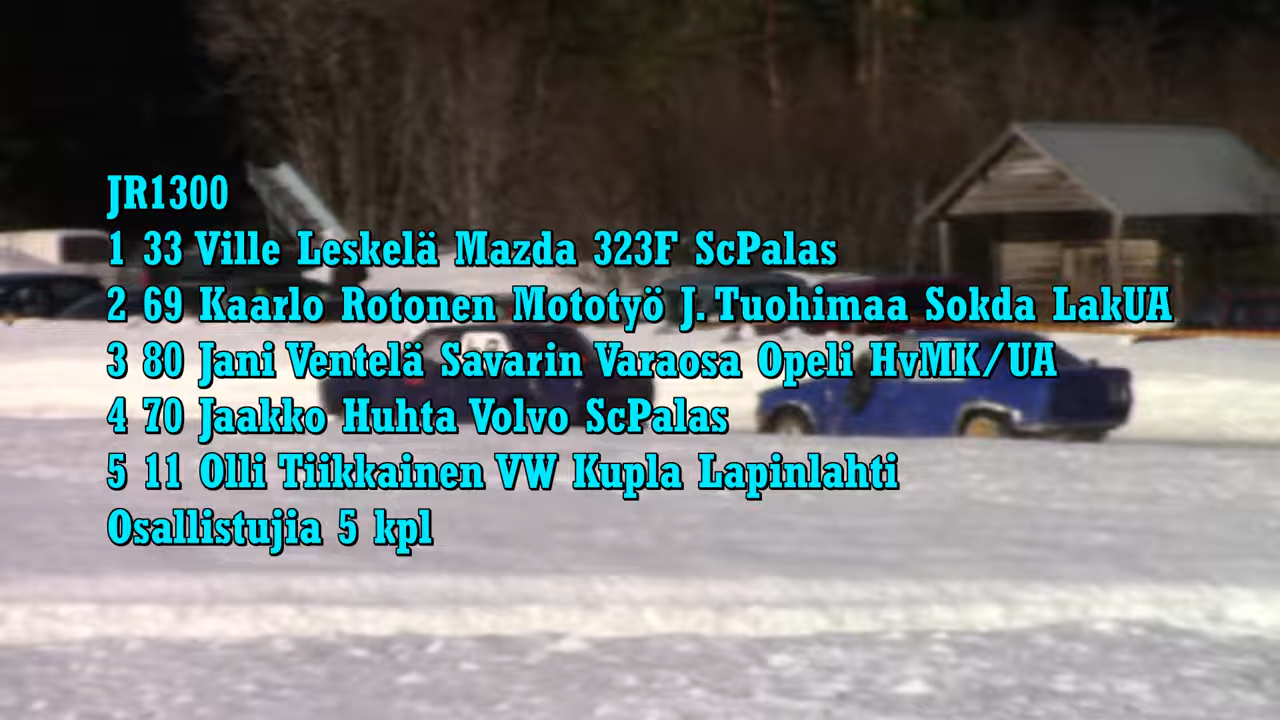 JR1300
1 33 Ville Leskelä Mazda 323F ScPalas
2 69 Kaarlo Rotonen Mototyö J.Tuohimaa Sokda LakUA
3 80 Jani Ventelä Savarin Varaosa Opeli HvMK/UA
4 70 Jaakko Huhta Volvo ScPalas
5 11 Olli Tiikkainen VW Kupla Lapinlahti
Osallistujia 5 kpl